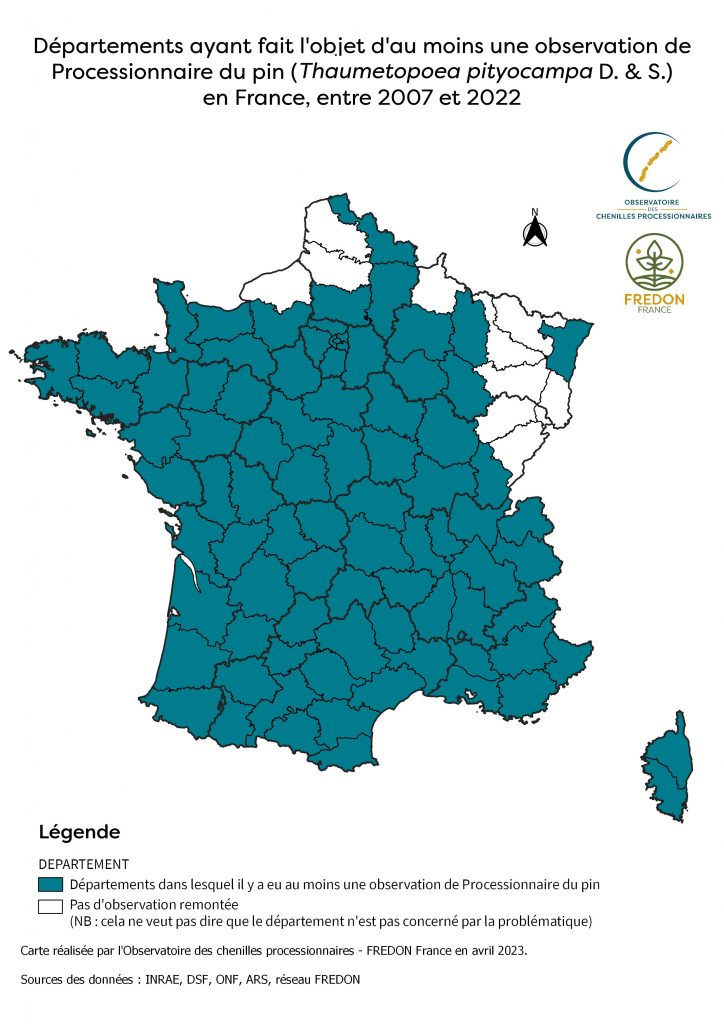 Départements ayant fait l'objet d'au moins une observation de
Processionnaire du pin (Thaumetopoea pityocampa D. & S.)
en France, entre 2007 et 2022
OBSERVATOIRE
DES
CHENILLES PROCESSIONNAIRES
N
FREDON
FRANCE
Légende
DEPARTEMENT
Départements dans lesquel il y a eu au moins une observation de Processionnaire du pin
Pas d'observation remontée
(NB : cela ne veut pas dire que le département n'est pas concerné par la problématique)
Carte réalisée par l'Observatoire des chenilles processionnaires - FREDON France en avril 2023.
Sources des données : INRAE, DSF, ONF, ARS, réseau FREDON